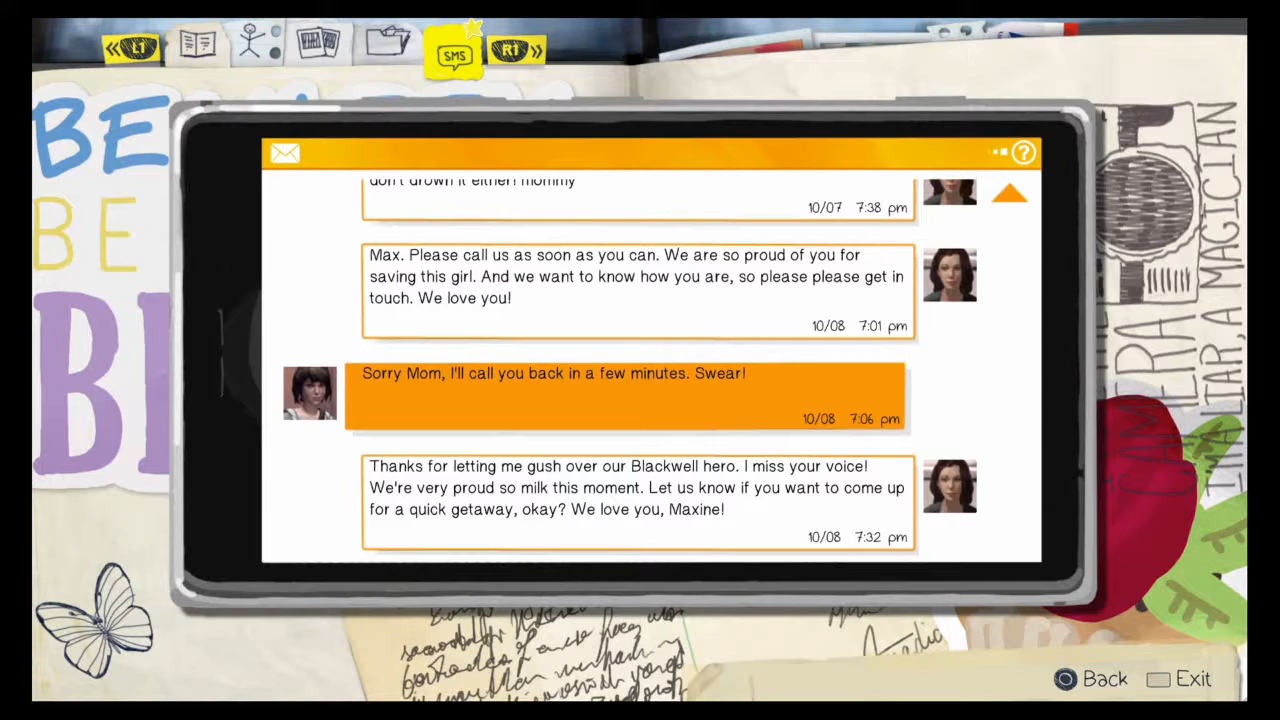 L1
SMS
R1
BE
BE
?
don't drown it either! mommy
10/07 7:38 pm
Max. Please call us as soon as you can. We are so proud of you for
saving this girl. And we want to know how you are, so please please get in
touch. We love you!
10/08 7:01 pm
Sorry Mom, I'll call you back in a few minutes. Swear!
10/08 7:06 pm
Thanks for letting me gush over our Blackwell hero. I miss your voice!
We're very proud so milk this moment. Let us know if you want to come up
for a quick getaway, okay? We love you, Maxine!
10/08 7:32 pm
CAMERA
LIAR, A MAGICIAN
Back
Exit